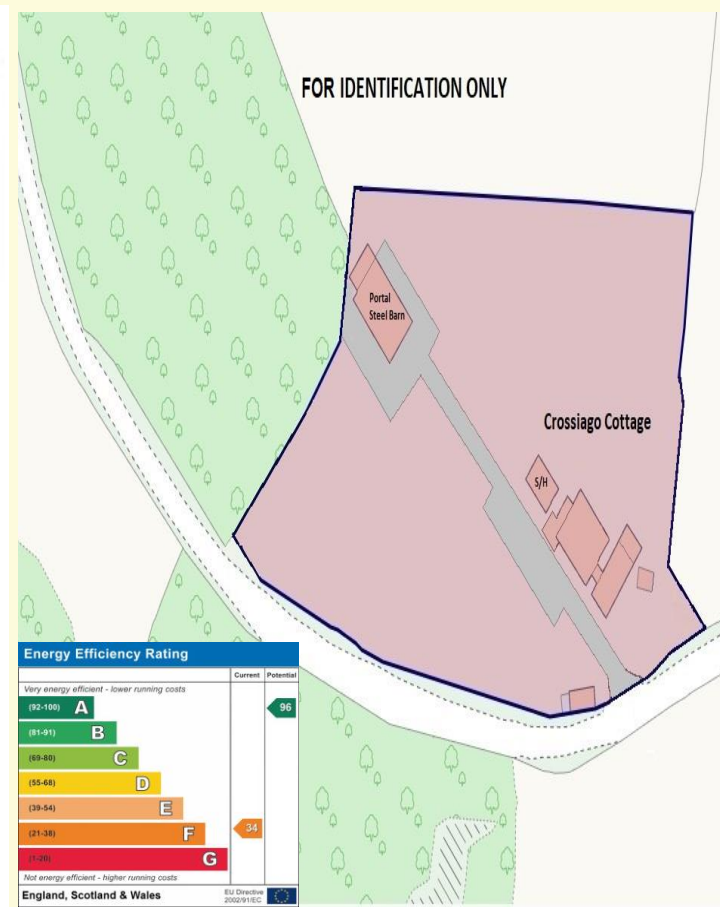 FOR IDENTIFICATION ONLY
Portal
Steel Barn
Crossiago Cottage
S/H
Energy Efficiency Rating
Current Potential
Very energy efficient - lower running costs
(92-100) A 96
(81-91) B
(69-80) C
(55-68) D
(39-54) E
(21-38) F 34
(1-20) G
Not energy efficient - higher running costs
England, Scotland & Wales
EU Directive
2002/91/EC